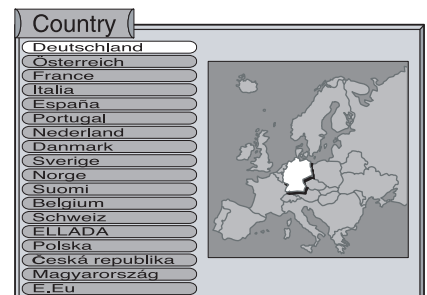 Country
Deutschland
Österreich
France
Italia
España
Portugal
Nederland
Danmark
Sverige
Norge
Suomi
Belgium
Schweiz
ELLADA
Polska
Česká republika
Magyarország
E.Eu